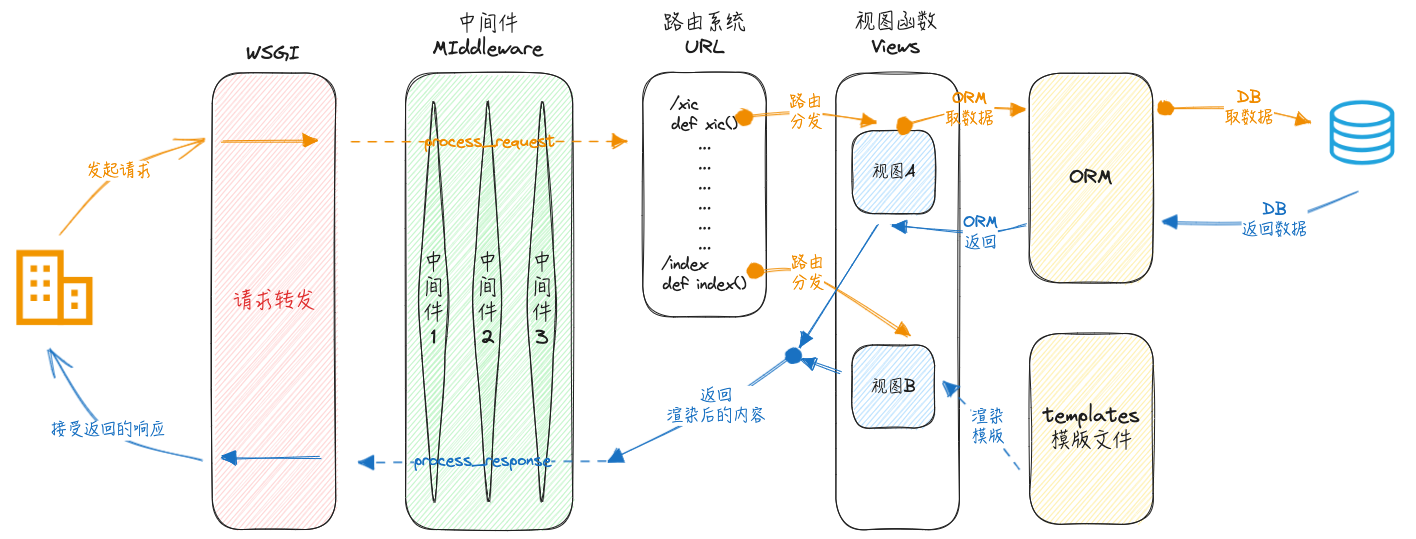 WSGI
中间件
MIddleware
路由系统
URL
视图函数
Views
发起请求
请求转发
接受返回的响应
process_request
中间件1
中间件2
中间件3
process_response
/xic
def xic()
...
...
...
...
...
...
/index
def index()
路由
分发
路由
分发
视图A
视图B
ORM
取数据
ORM
返回
ORM
DB
取数据
DB
返回数据
返回
渲染后的内容
渲染
模版
templates
模版文件